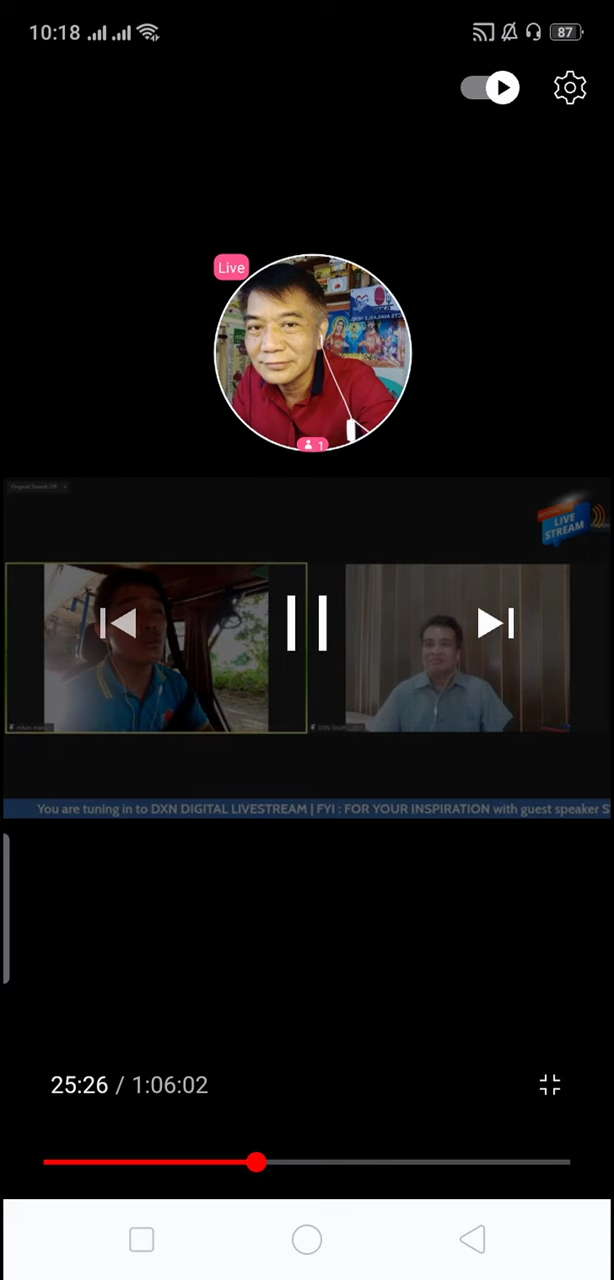 10:18
87
Live
1
Original Sound: Off
LIVE
STREAM
You are tuning in to DXN DIGITAL LIVESTREAM | FYI : FOR YOUR INSPIRATION with guest speaker S
25:26 / 1:06:02